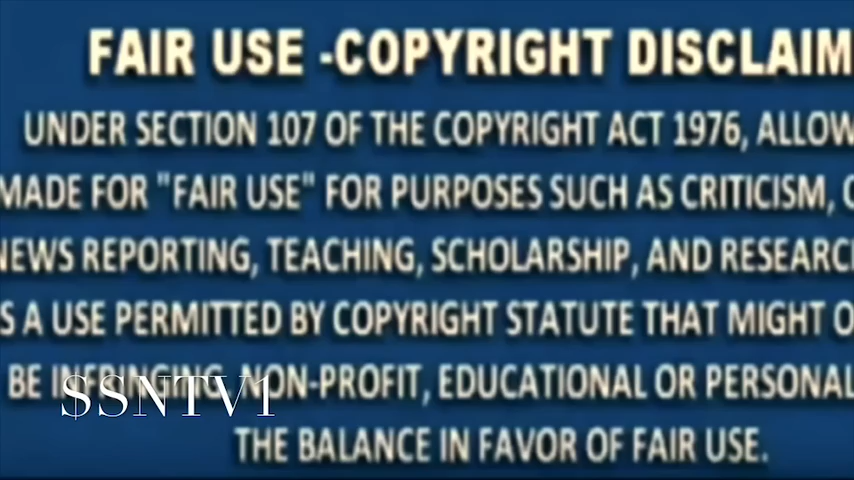 FAIR USE -COPYRIGHT DISCLAIM
UNDER SECTION 107 OF THE COPYRIGHT ACT 1976, ALLOW
MADE FOR "FAIR USE" FOR PURPOSES SUCH AS CRITICISM, C
NEWS REPORTING, TEACHING, SCHOLARSHIP, AND RESEARC
S A USE PERMITTED BY COPYRIGHT STATUTE THAT MIGHT O
BE INFRINGING. NON-PROFIT, EDUCATIONAL OR PERSONAL
$SNTV1
THE BALANCE IN FAVOR OF FAIR USE.